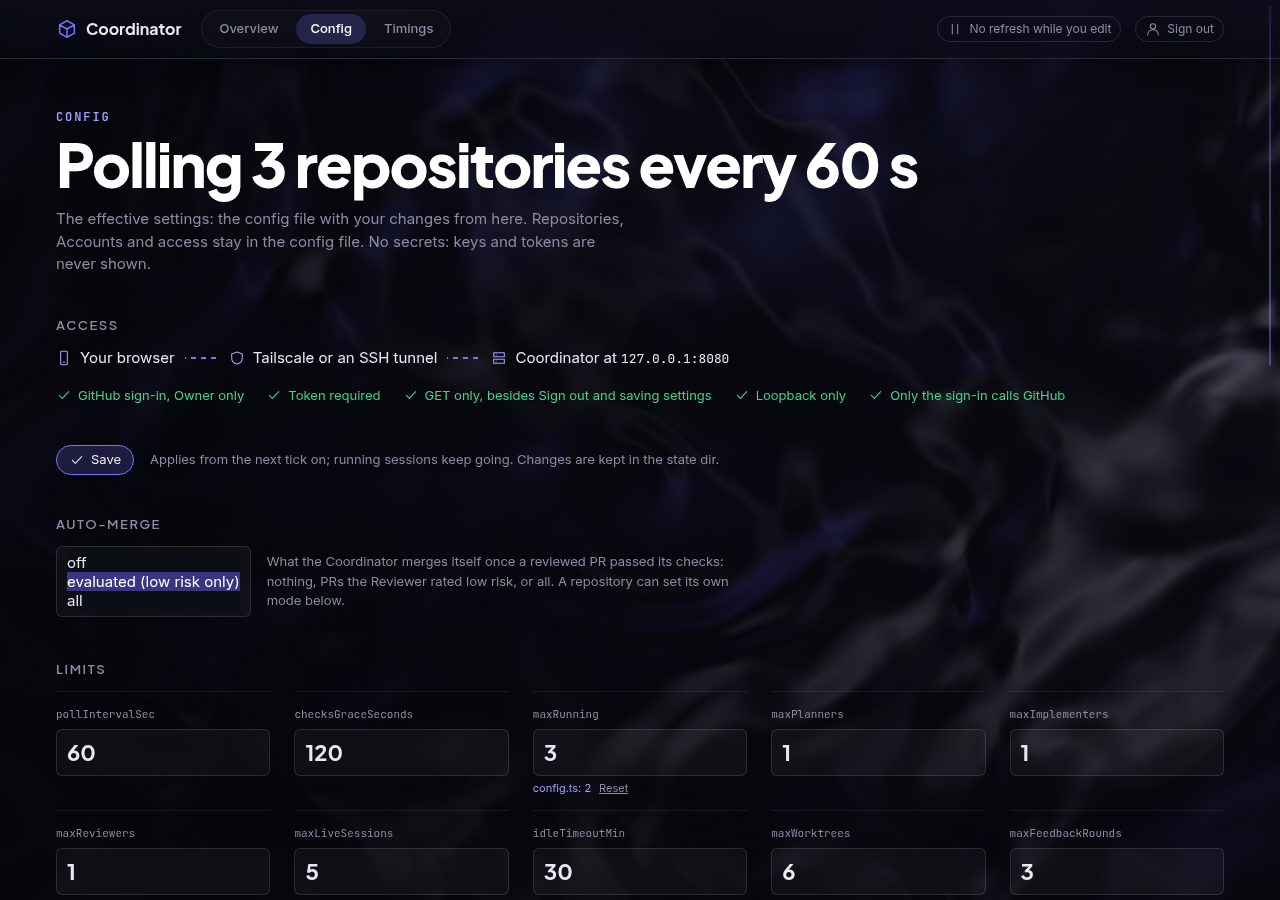 Coordinator
Overview
Config
Timings
No refresh while you edit
Sign out
CONFIG
Polling 3 repositories every 60 s
The effective settings: the config file with your changes from here. Repositories,
Accounts and access stay in the config file. No secrets: keys and tokens are
never shown.
ACCESS
Your browser
Tailscale or an SSH tunnel
Coordinator at 127.0.0.1:8080
GitHub sign-in, Owner only
Token required
GET only, besides Sign out and saving settings
Loopback only
Only the sign-in calls GitHub
Save
Applies from the next tick on; running sessions keep going. Changes are kept in the state dir.
AUTO-MERGE
off
evaluated (low risk only)
all
What the Coordinator merges itself once a reviewed PR passed its checks:
nothing, PRs the Reviewer rated low risk, or all. A repository can set its own
mode below.
LIMITS
pollIntervalSec
checksGraceSeconds
maxRunning
maxPlanners
maxImplementers
60
120
3
1
1
config.ts: 2 Reset
maxReviewers
maxLiveSessions
idleTimeoutMin
maxWorktrees
maxFeedbackRounds
1
5
30
6
3